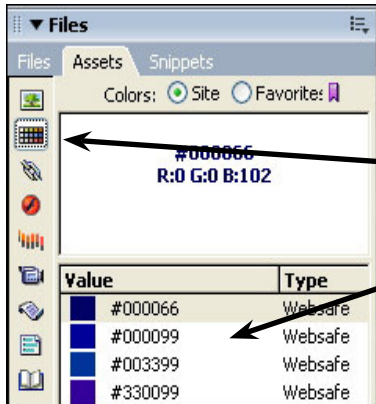 Files
Files Assets Snippets
Colors: Site Favorites
#000066
R:0 G:0 B:102
Value Type
#000066 Websafe
#000099 Websafe
#003399 Websafe
#330099 Websafe